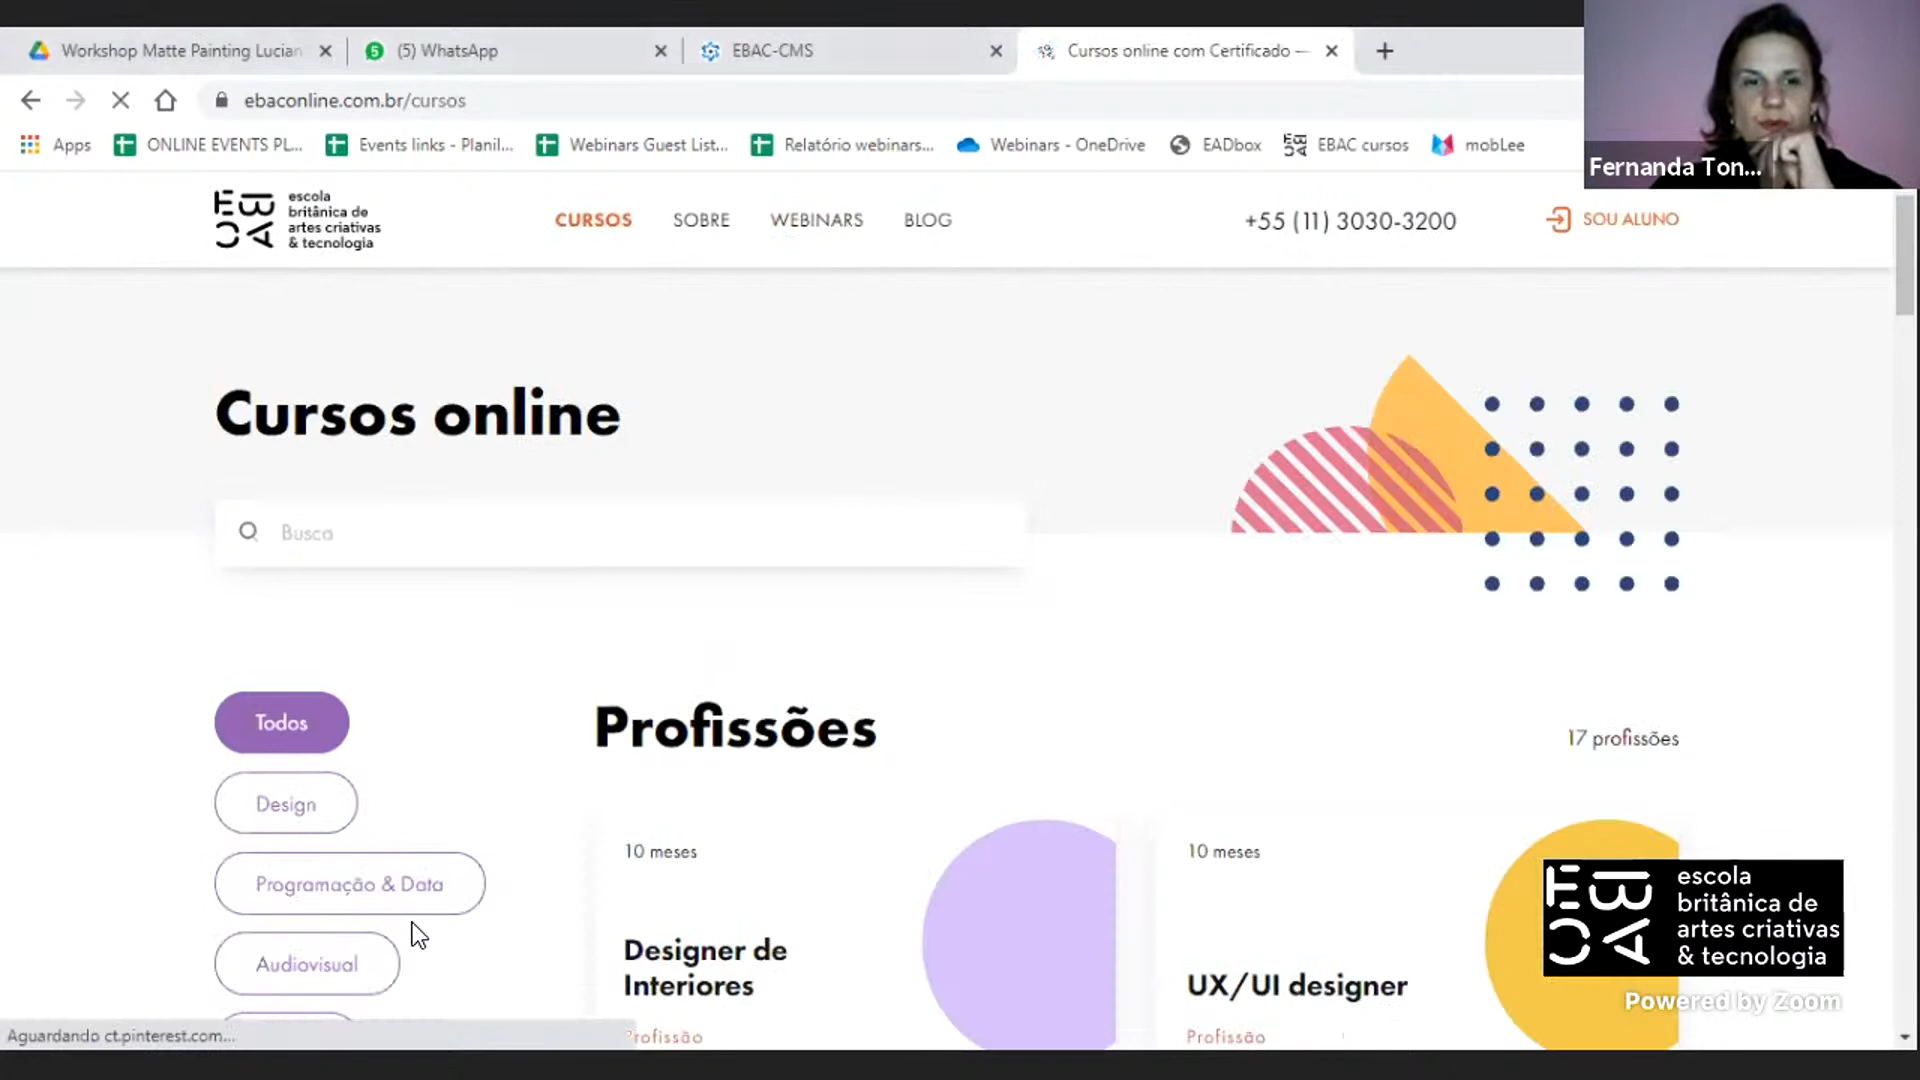 Workshop Matte Painting Lucian
(5) WhatsApp
EBAC-CMS
Cursos online com Certificado —
ebaconline.com.br/cursos
Apps
ONLINE EVENTS PL...
Events links - Planil...
Webinars Guest List...
Relatório webinars...
Webinars - OneDrive
EADbox
EBAC cursos
mobLee
Fernanda Ton...
EBAC
escola
britânica de
artes criativas
& tecnologia
CURSOS
SOBRE
WEBINARS
BLOG
+55 (11) 3030-3200
SOU ALUNO
Cursos online
Busca
Todos
Design
Programação & Data
Audiovisual
Profissões
17 profissões
10 meses
Designer de
Interiores
Profissão
10 meses
UX/UI designer
Profissão
EBAC
escola
britânica de
artes criativas
& tecnologia
Powered by Zoom
Aguardando ct.pinterest.com...